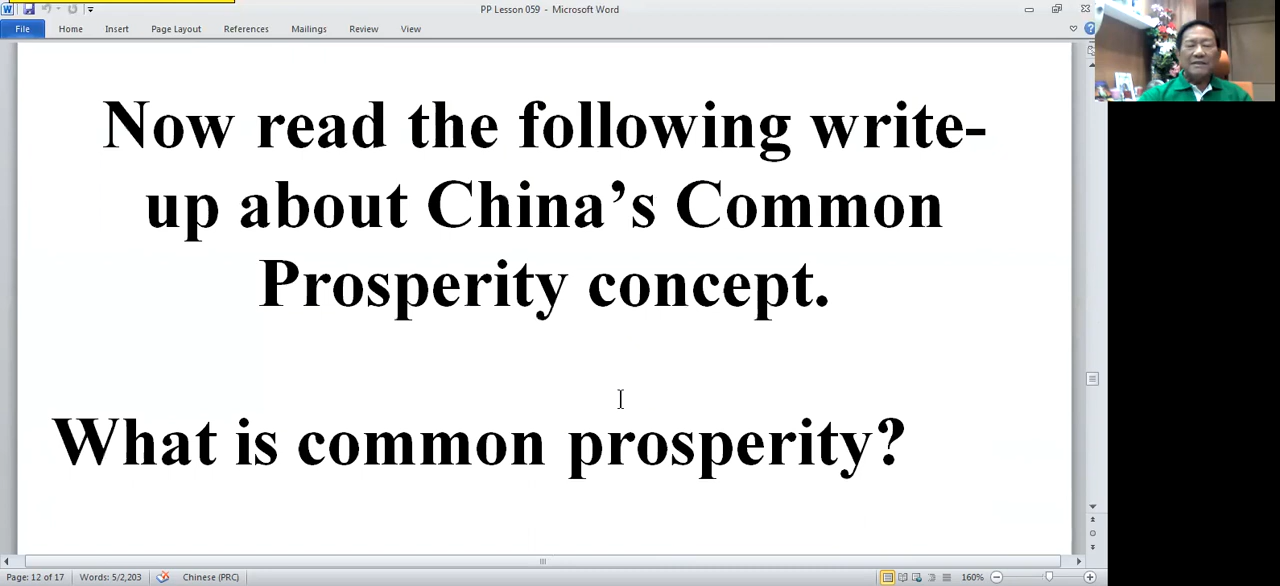 PP Lesson 059 - Microsoft Word
File Home Insert Page Layout References Mailings Review View
Now read the following write-
up about China’s Common
Prosperity concept.
What is common prosperity?
Page: 12 of 17 Words: 5/2,203 Chinese (PRC) 160%